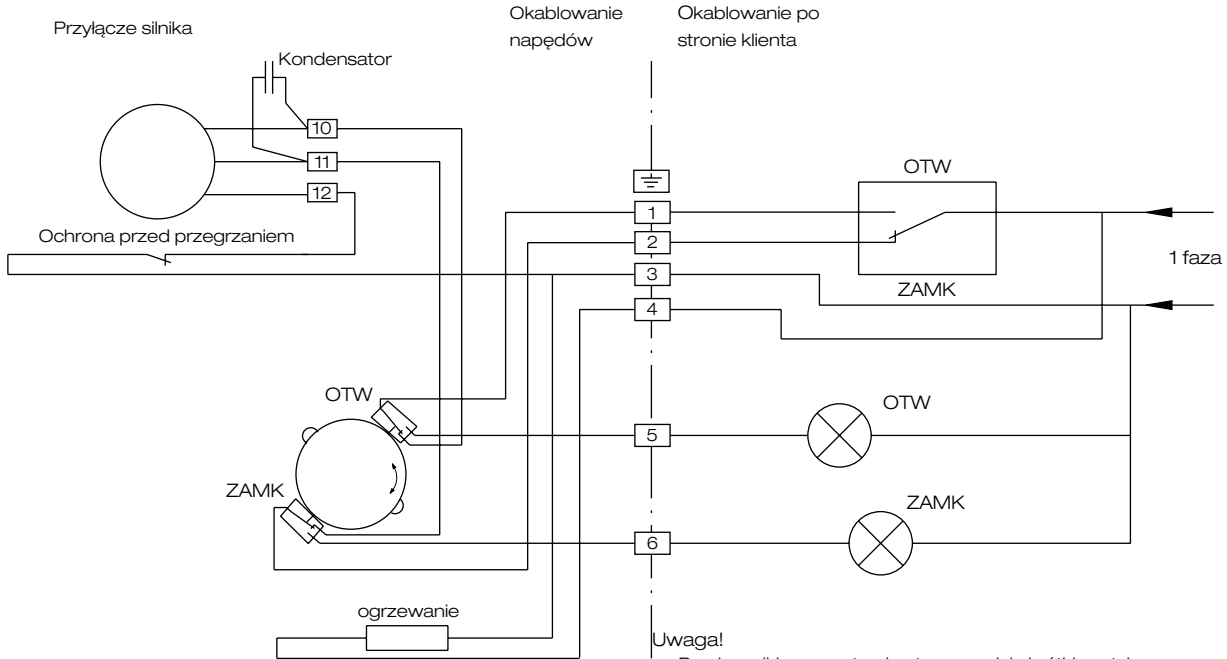 Przyłącze silnika
Okablowanie
napędów
Okablowanie po
stronie klienta
Kondensator
10
11
12
OTW
1
Ochrona przed przegrzaniem
2
1 faza
3
ZAMK
4
OTW
OTW
5
ZAMK
ZAMK
6
ogrzewanie
Uwaga!